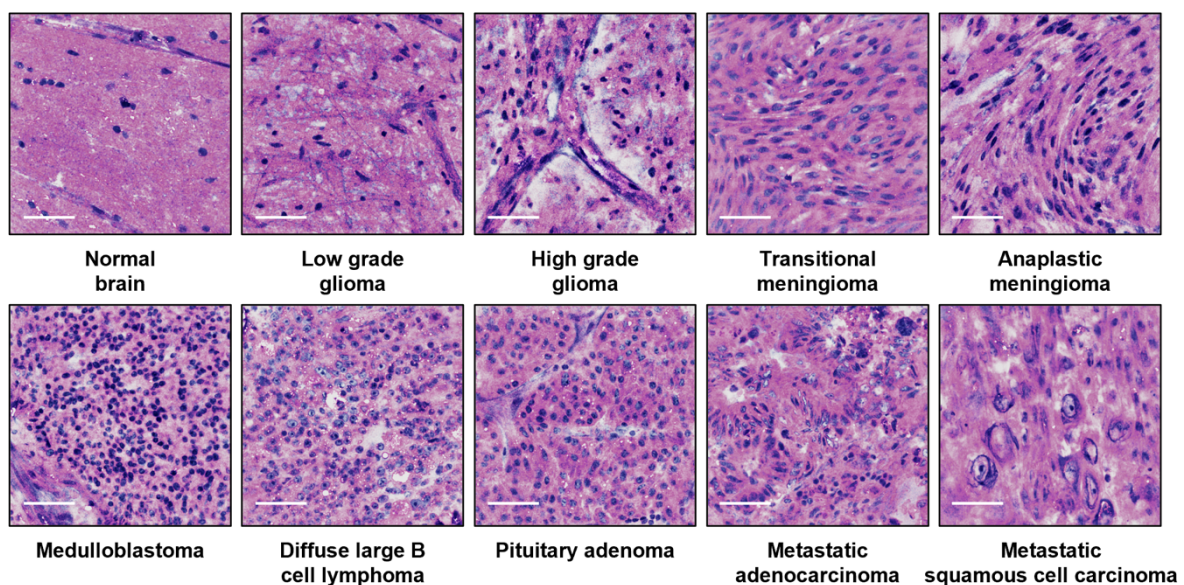 Normal
brain
Low grade
glioma
High grade
glioma
Transitional
meningioma
Anaplastic
meningioma
Medulloblastoma
Diffuse large B
cell lymphoma
Pituitary adenoma
Metastatic
adenocarcinoma
Metastatic
squamous cell carcinoma